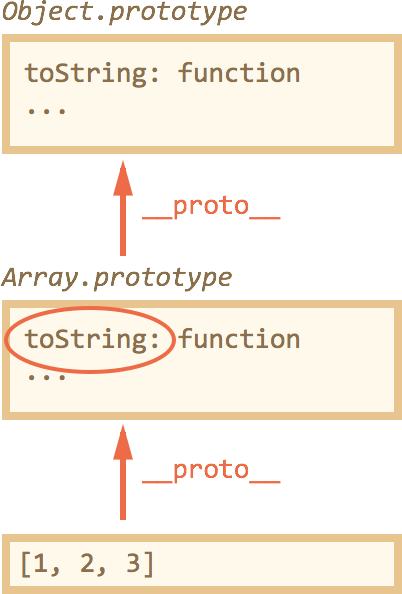 Object.prototype
toString: function
...
__proto__
Array.prototype
toString: function
...
__proto__
[1, 2, 3]